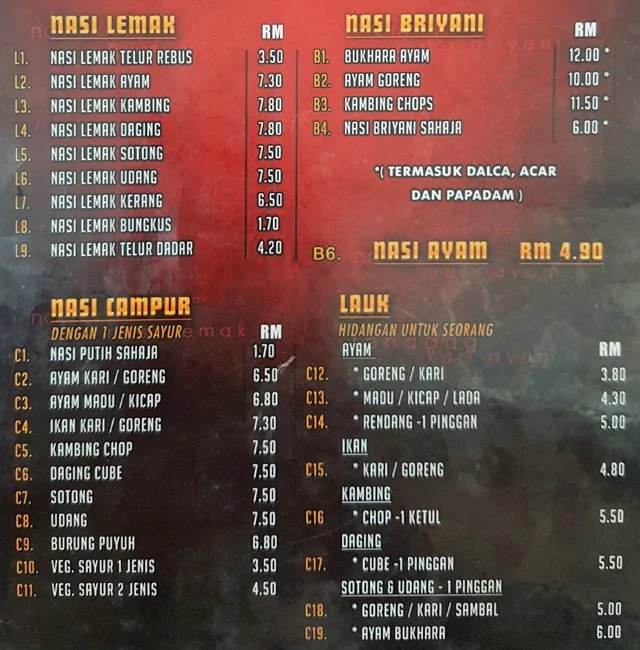 NASI LEMAK
RM
L1. NASI LEMAK TELUR REBUS 3.50
L2. NASI LEMAK AYAM 7.30
L3. NASI LEMAK KAMBING 7.80
L4. NASI LEMAK DAGING 7.80
L5. NASI LEMAK SOTONG 7.50
L6. NASI LEMAK UDANG 7.50
L7. NASI LEMAK KERANG 6.50
L8. NASI LEMAK BUNGKUS 1.70
L9. NASI LEMAK TELUR DADAR 4.20
NASI BRIYANI
RM
B1. BUKHARA AYAM 12.00 *
B2. AYAM GORENG 10.00 *
B3. KAMBING CHOPS 11.50 *
B4. NASI BRIYANI SAHAJA 6.00 *
*( TERMASUK DALCA, ACAR
DAN PAPADAM )
B6. NASI AYAM RM 4.90
NASI CAMPUR
DENGAN 1 JENIS SAYUR RM
C1. NASI PUTIH SAHAJA 1.70
C2. AYAM KARI / GORENG 6.50
C3. AYAM MADU / KICAP 6.80
C4. IKAN KARI / GORENG 7.30
C5. KAMBING CHOP 7.50
C6. DAGING CUBE 7.50
C7. SOTONG 7.50
C8. UDANG 7.50
C9. BURUNG PUYUH 6.80
C10. VEG. SAYUR 1 JENIS 3.50
C11. VEG. SAYUR 2 JENIS 4.50
LAUK
HIDANGAN UNTUK SEORANG
AYAM RM
C12. * GORENG / KARI 3.80
C13. * MADU / KICAP / LADA 4.30
C14. * RENDANG -1 PINGGAN 5.00
IKAN
C15. * KARI / GORENG 4.80
KAMBING
C16 * CHOP -1 KETUL 5.50
DAGING
C17. * CUBE -1 PINGGAN 5.50
SOTONG & UDANG - 1 PINGGAN
C18. * GORENG / KARI / SAMBAL 5.00
C19. * AYAM BUKHARA 6.00